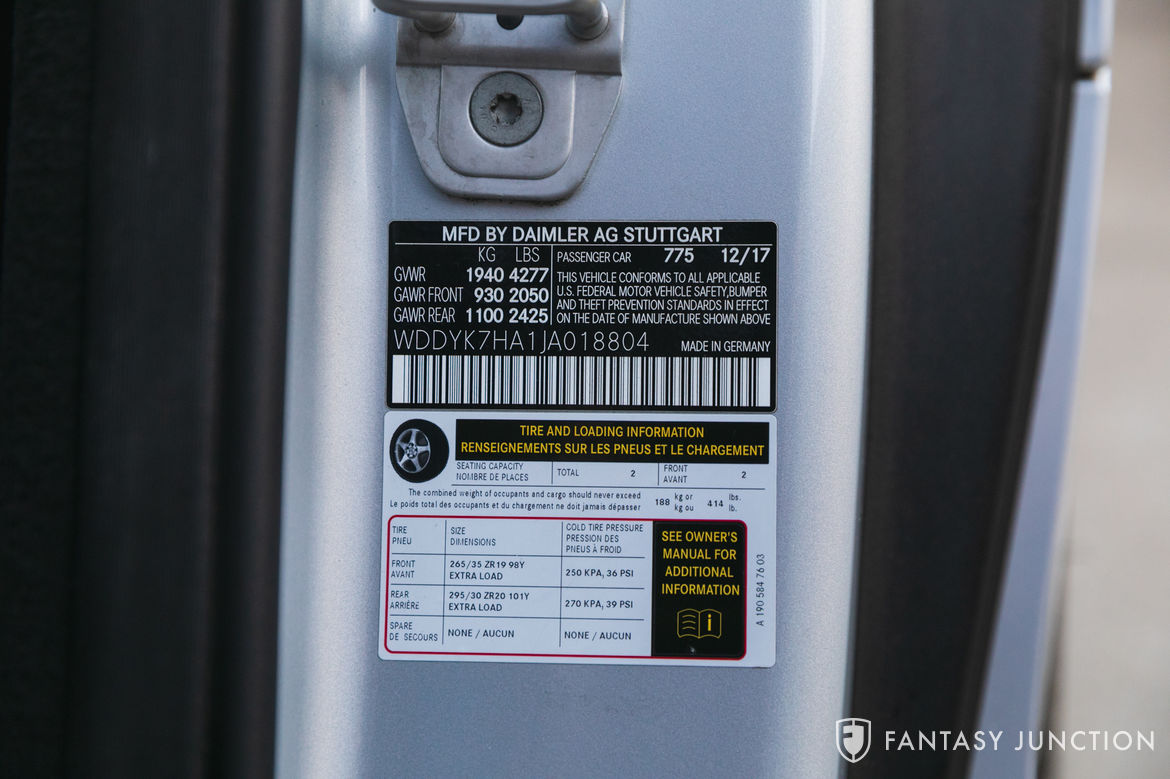 MFD BY DAIMLER AG STUTTGART
KG LBS
GVWR 1940 4277
GAWR FRONT 930 2050
GAWR REAR 1100 2425
PASSENGER CAR 775 12/17
THIS VEHICLE CONFORMS TO ALL APPLICABLE
U.S. FEDERAL MOTOR VEHICLE SAFETY,BUMPER
AND THEFT PREVENTION STANDARDS IN EFFECT
ON THE DATE OF MANUFACTURE SHOWN ABOVE
WDDYK7HA1JA018804 MADE IN GERMANY
TIRE AND LOADING INFORMATION
RENSEIGNEMENTS SUR LES PNEUS ET LE CHARGEMENT
SEATING CAPACITY
NOMBRE DE PLACES
TOTAL 2
FRONT
AVANT
2
The combined weight of occupants and cargo should never exceed
Le poids total des occupants et du chargement ne doit jamais dépasser
188 kg or
kg ou
414 lbs.
lb.
TIRE
PNEU
SIZE
DIMENSIONS
COLD TIRE PRESSURE
PRESSION DES
PNEUS À FROID
FRONT
AVANT
265/35 ZR19 98Y
EXTRA LOAD
250 KPA, 36 PSI
REAR
ARRIÈRE
295/30 ZR20 101Y
EXTRA LOAD
270 KPA, 39 PSI
SPARE
DE SECOURS
NONE / AUCUN
NONE / AUCUN
SEE OWNER'S
MANUAL FOR
ADDITIONAL
INFORMATION
A 190 584 76 03
FANTASY JUNCTION